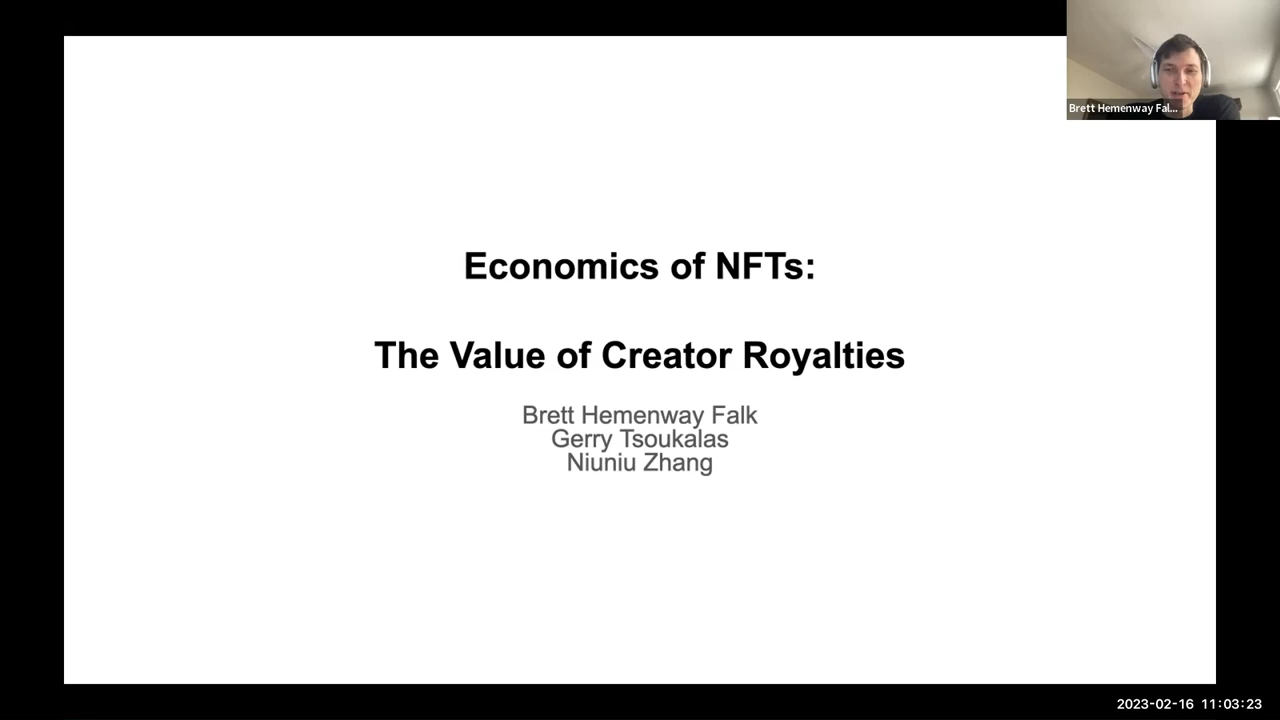 Brett Hemenway Fal...
Economics of NFTs:
The Value of Creator Royalties
Brett Hemenway Falk
Gerry Tsoukalas
Niuniu Zhang
2023-02-16 11:03:23